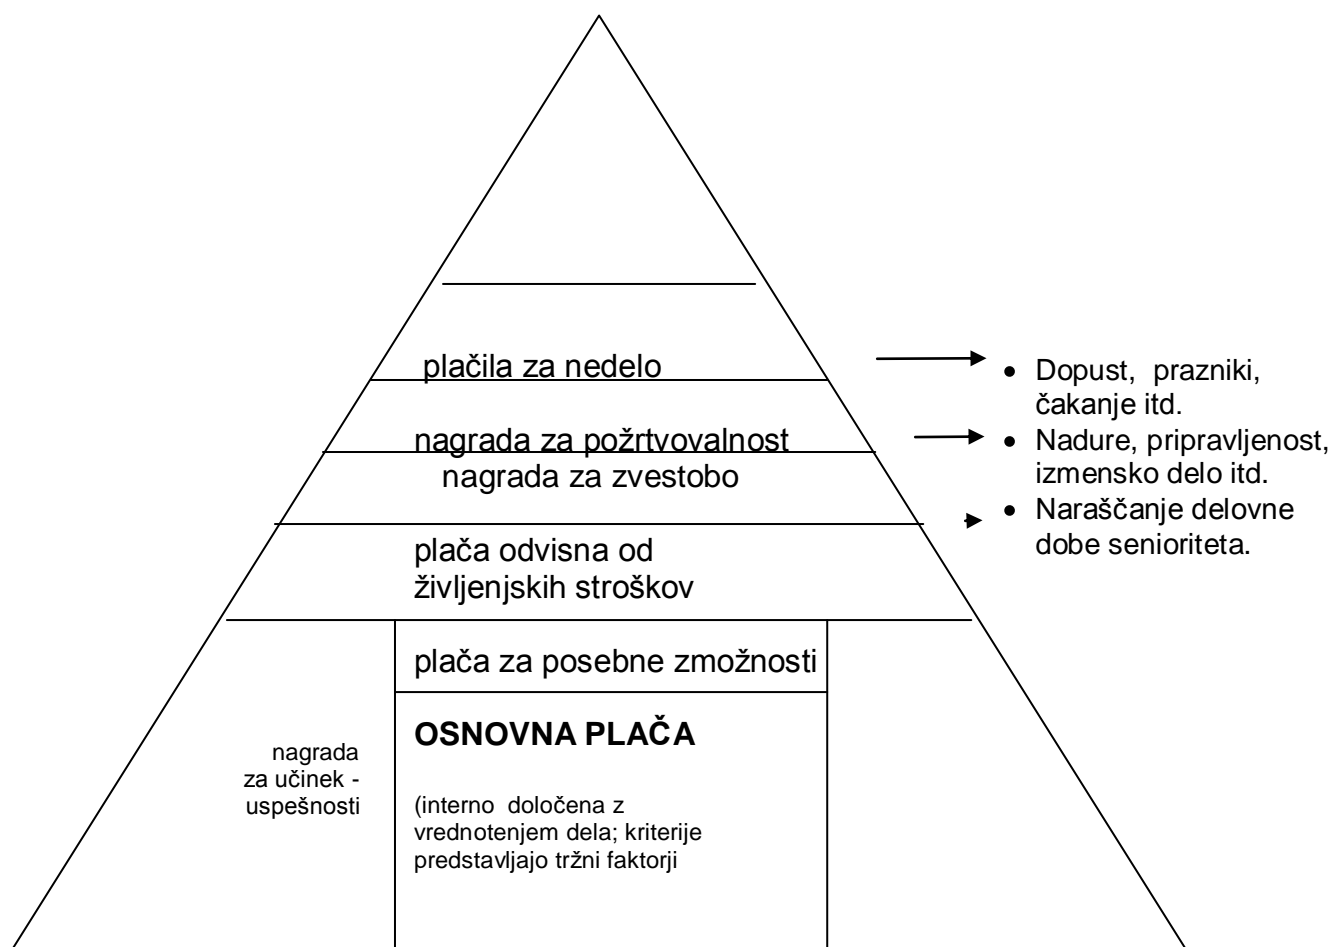 plačila za nedelo
nagrada za požrtvovalnost
nagrada za zvestobo
plača odvisna od
življenjskih stroškov
plača za posebne zmožnosti
OSNOVNA PLAČA
(interno določena z
vrednotenjem dela; kriterije
predstavljajo tržni faktorji
nagrada
za učinek -
uspešnosti
• Dopust, prazniki,
čakanje itd.
• Nadure, pripravljenost,
izmensko delo itd.
• Naraščanje delovne
dobe senioriteta.